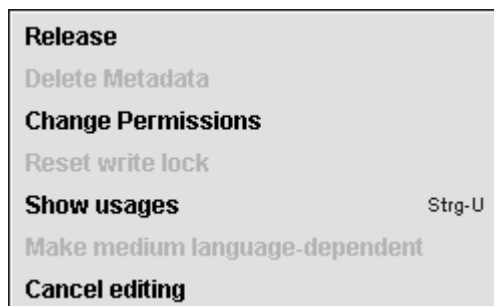 Release
Delete Metadata
Change Permissions
Reset write lock
Show usages Strg-U
Make medium language-dependent
Cancel editing